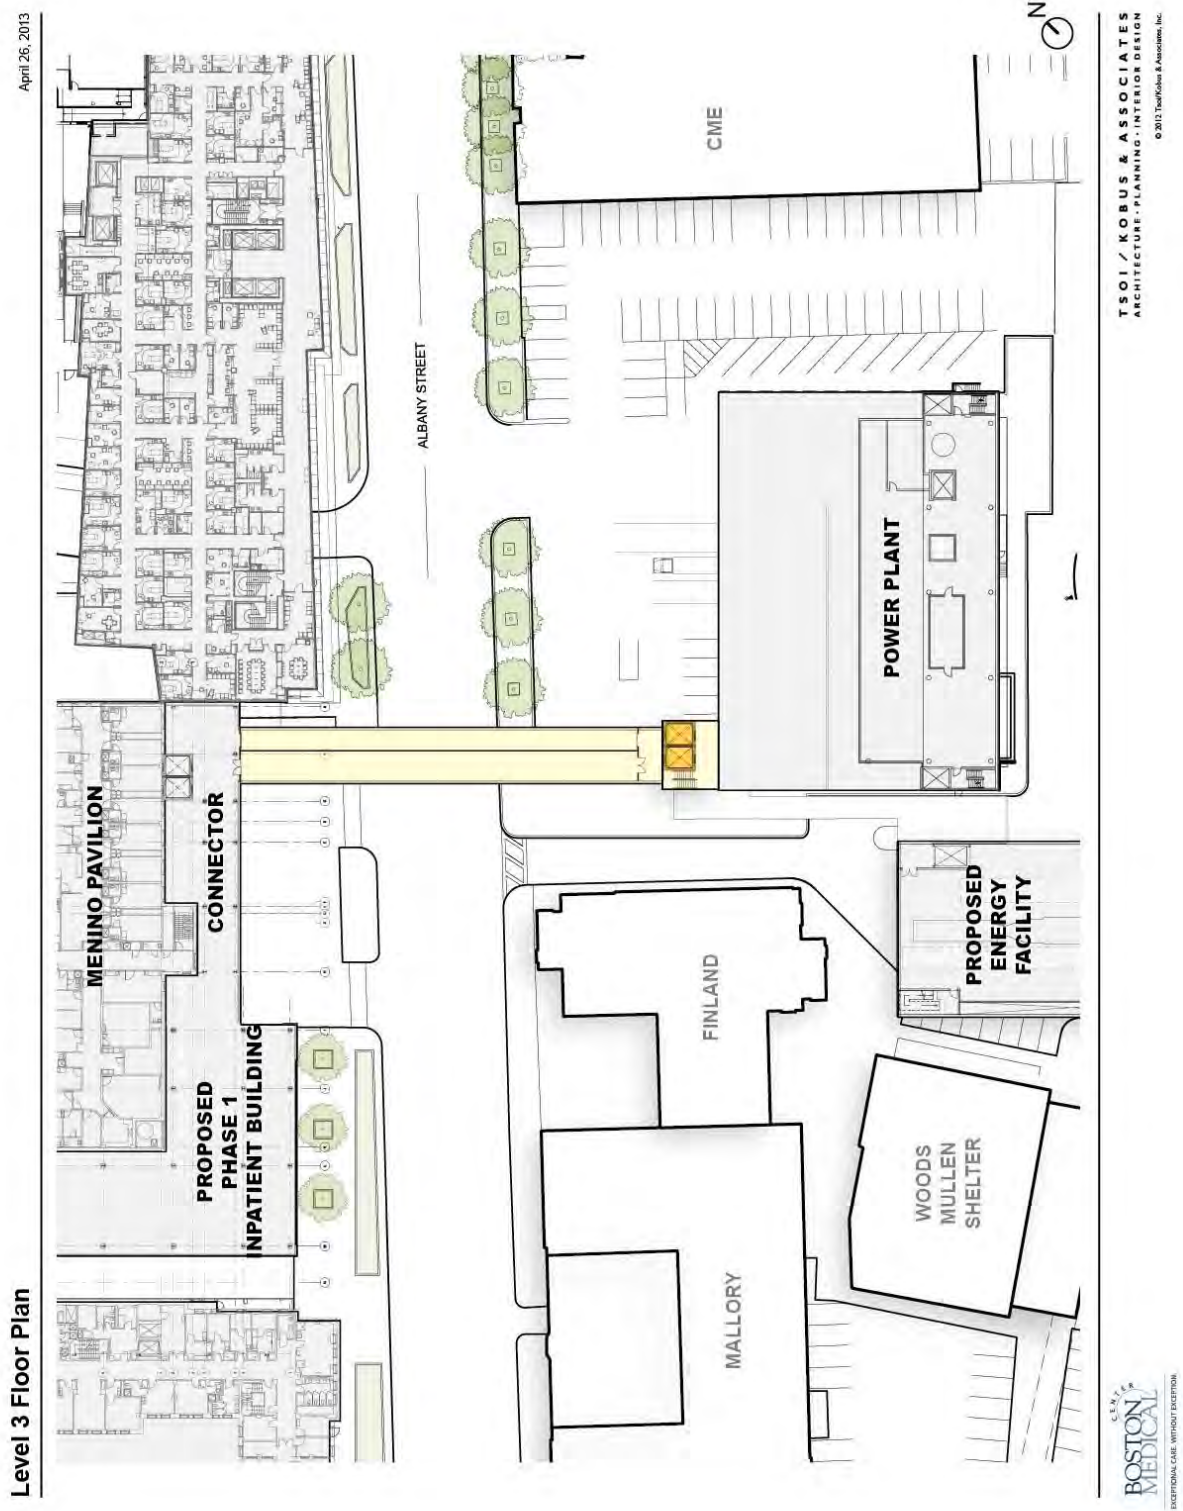 Level 3 Floor Plan
April 26, 2013
MENINO PAVILION
CONNECTOR
PROPOSED
PHASE 1
INPATIENT BUILDING
ALBANY STREET
CME
POWER PLANT
PROPOSED
ENERGY
FACILITY
FINLAND
MALLORY
WOODS
MULLEN
SHELTER
N
BOSTON
CENTER
MEDICAL
EXCEPTIONAL CARE. WITHOUT EXCEPTION.
TSOI / KOBUS & ASSOCIATES
ARCHITECTURE · PLANNING · INTERIOR DESIGN
© 2012 Tsoi/Kobus & Associates, Inc.